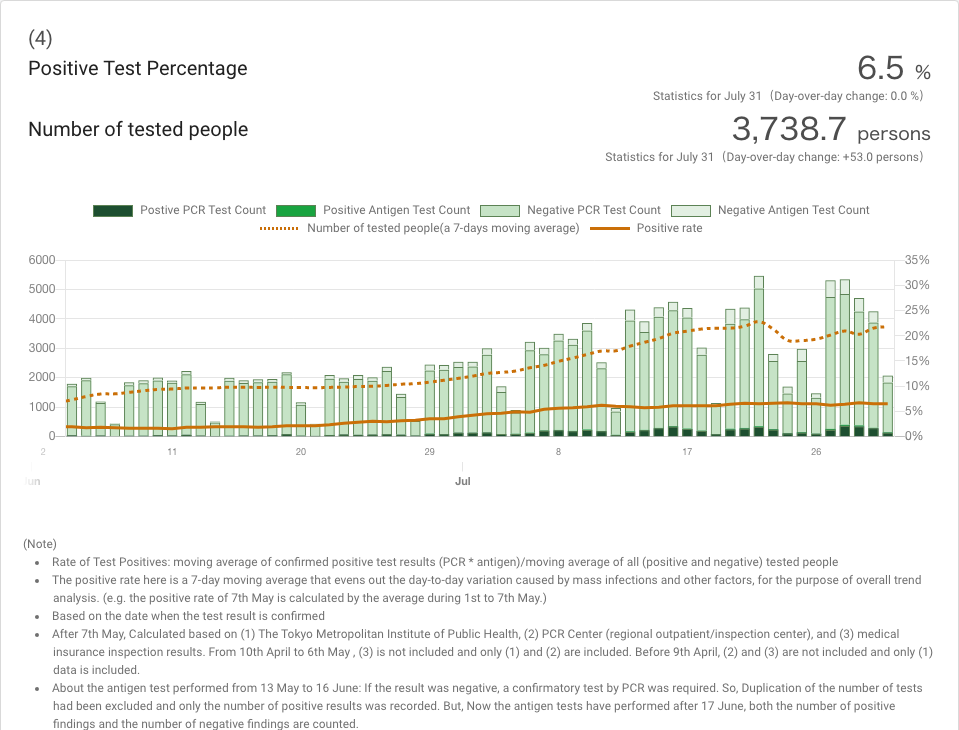 (4)
Positive Test Percentage
6.5 %
Statistics for July 31 (Day-over-day change: 0.0 %)
Number of tested people
3,738.7 persons
Statistics for July 31 (Day-over-day change: +53.0 persons)
Postive PCR Test Count Positive Antigen Test Count Negative PCR Test Count Negative Antigen Test Count
Number of tested people(a 7-days moving average) Positive rate
6000 35%
5000 30%
4000 25%
3000 20%
2000 15%
1000 10%
0 5%
0%
2 11 20 29 8 17 26
un Jul
(Note)
• Rate of Test Positives: moving average of confirmed positive test results (PCR * antigen)/moving average of all (positive and negative) tested people
• The positive rate here is a 7-day moving average that evens out the day-to-day variation caused by mass infections and other factors, for the purpose of overall trend
analysis. (e.g. the positive rate of 7th May is calculated by the average during 1st to 7th May.)
• Based on the date when the test result is confirmed
• After 7th May, Calculated based on (1) The Tokyo Metropolitan Institute of Public Health, (2) PCR Center (regional outpatient/inspection center), and (3) medical
insurance inspection results. From 10th April to 6th May , (3) is not included and only (1) and (2) are included. Before 9th April, (2) and (3) are not included and only (1)
data is included.
• About the antigen test performed from 13 May to 16 June: If the result was negative, a confirmatory test by PCR was required. So, Duplication of the number of tests
had been excluded and only the number of positive results was recorded. But, Now the antigen tests have performed after 17 June, both the number of positive
findings and the number of negative findings are counted.